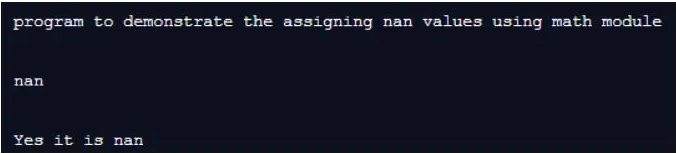 program to demonstrate the assigning nan values using math module
nan
Yes it is nan